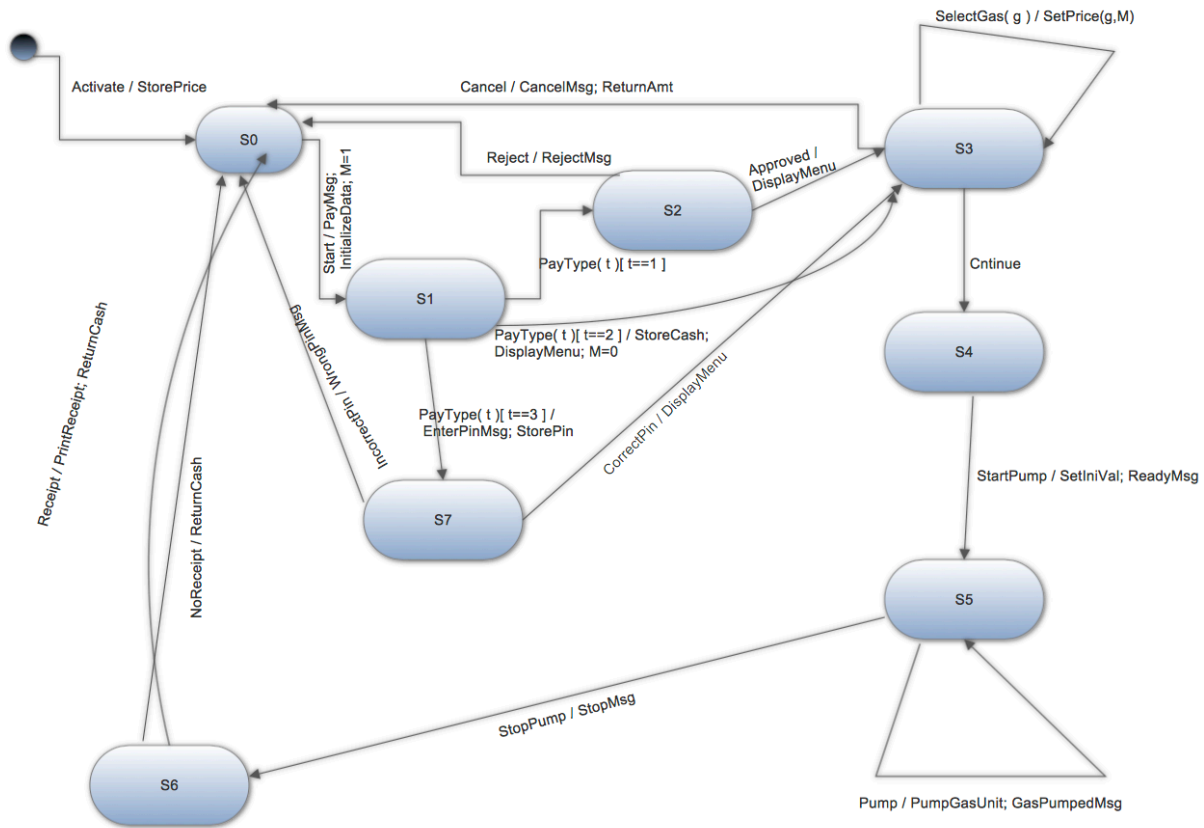 SelectGas( g ) / SetPrice(g,M)
Activate / StorePrice
Cancel / CancelMsg; ReturnAmt
S0
S3
Reject / RejectMsg
Approved /
DisplayMenu
Start / PayMsg;
InitializeData; M=1
S2
PayType( t )[ t==1 ]
Cntinue
S1
PayType( t )[ t==2 ] / StoreCash;
DisplayMenu; M=0
S4
IncorrectPin / WrongPinMsg
PayType( t )[ t==3 ] /
EnterPinMsg; StorePin
CorrectPin / DisplayMenu
Receipt / PrintReceipt; ReturnCash
NoReceipt / ReturnCash
StartPump / SetIniVal; ReadyMsg
S7
S5
StopPump / StopMsg
S6
Pump / PumpGasUnit; GasPumpedMsg